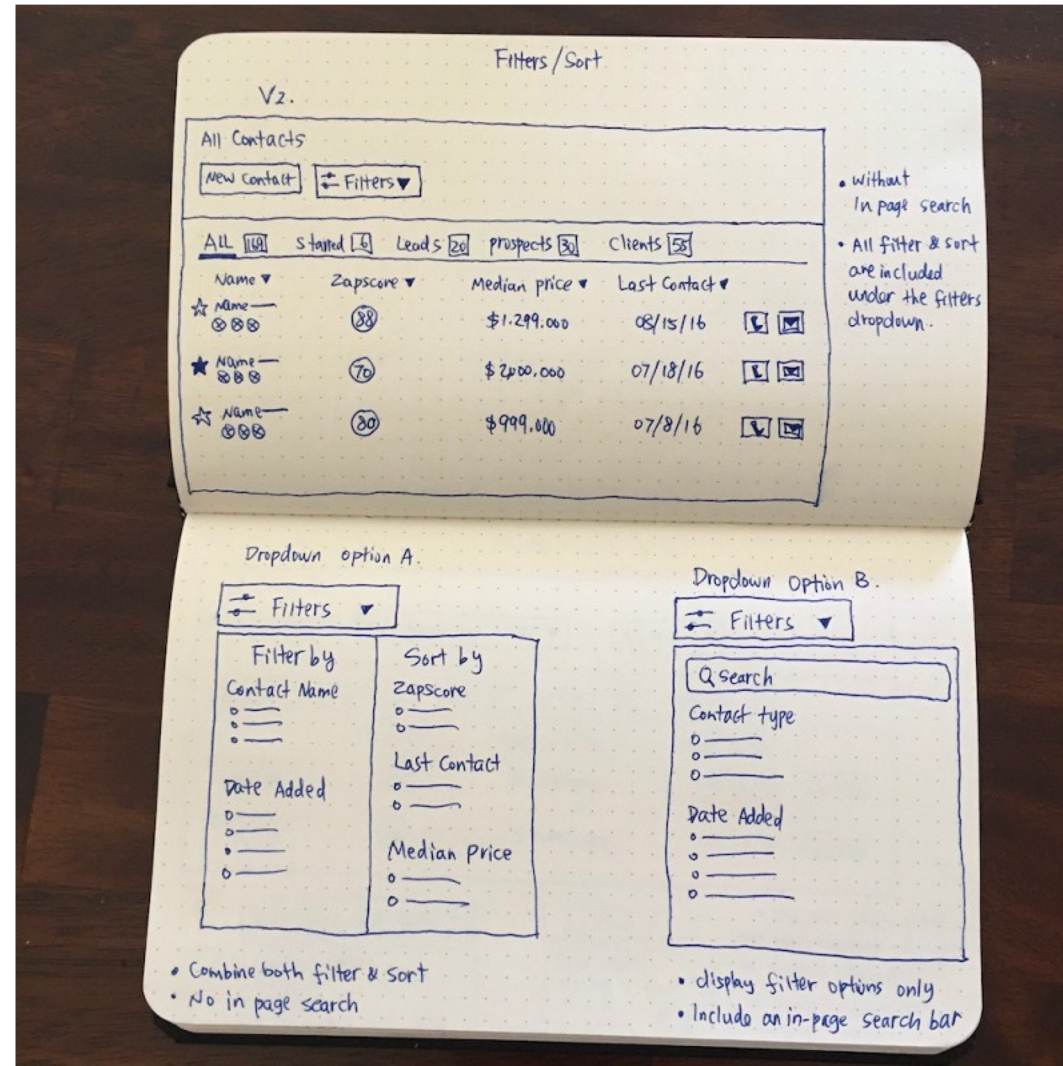 Filters/Sort
V2.
All Contacts
New Contact Filters
ALL 169 Starred 6 Leads 20 prospects 30 Clients 55
Name Zapscore Median price Last Contact
Name 88 $1.299.000 08/15/16
Name 70 $2,000.000 07/18/16
Name 80 $999.000 07/8/16
• without
In page search
• All filter & sort
are included
under the filters
dropdown.
Dropdown option A.
Filters
Filter by
Contact Name
Date Added
Sort by
Zapscore
Last Contact
Median Price
• Combine both filter & sort
• No in page search
Dropdown Option B.
Filters
search
Contact type
Date Added
• display filter options only
• Include an in-page search bar